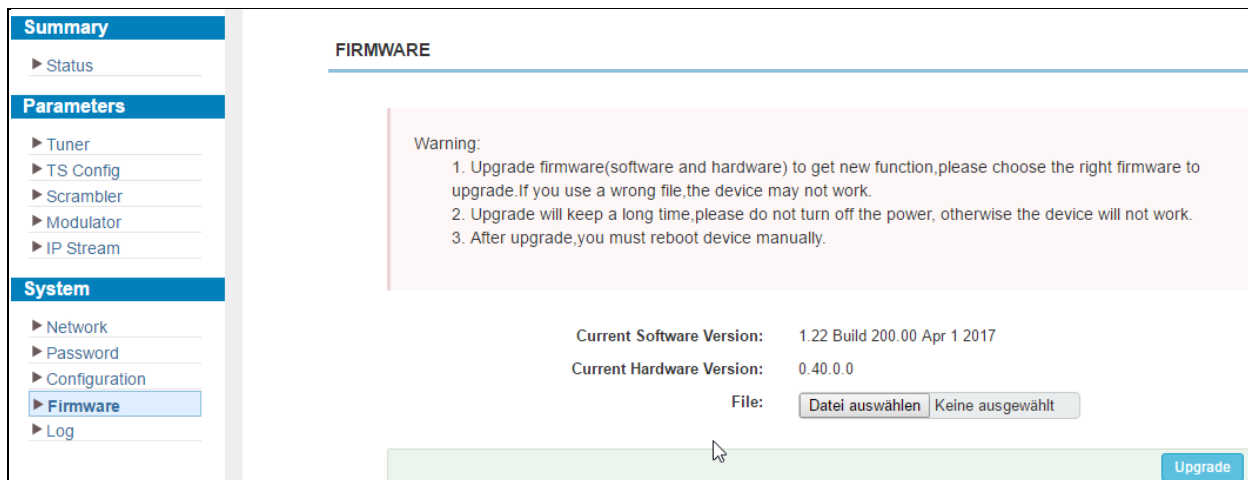 Summary
Status
Parameters
Tuner
TS Config
Scrambler
Modulator
IP Stream
System
Network
Password
Configuration
Firmware
Log
FIRMWARE
Warning:
1. Upgrade firmware(software and hardware) to get new function,please choose the right firmware to
upgrade.If you use a wrong file,the device may not work.
2. Upgrade will keep a long time,please do not turn off the power, otherwise the device will not work.
3. After upgrade,you must reboot device manually.
Current Software Version: 1.22 Build 200.00 Apr 1 2017
Current Hardware Version: 0.40.0.0
File: Datei auswählen Keine ausgewählt
Upgrade